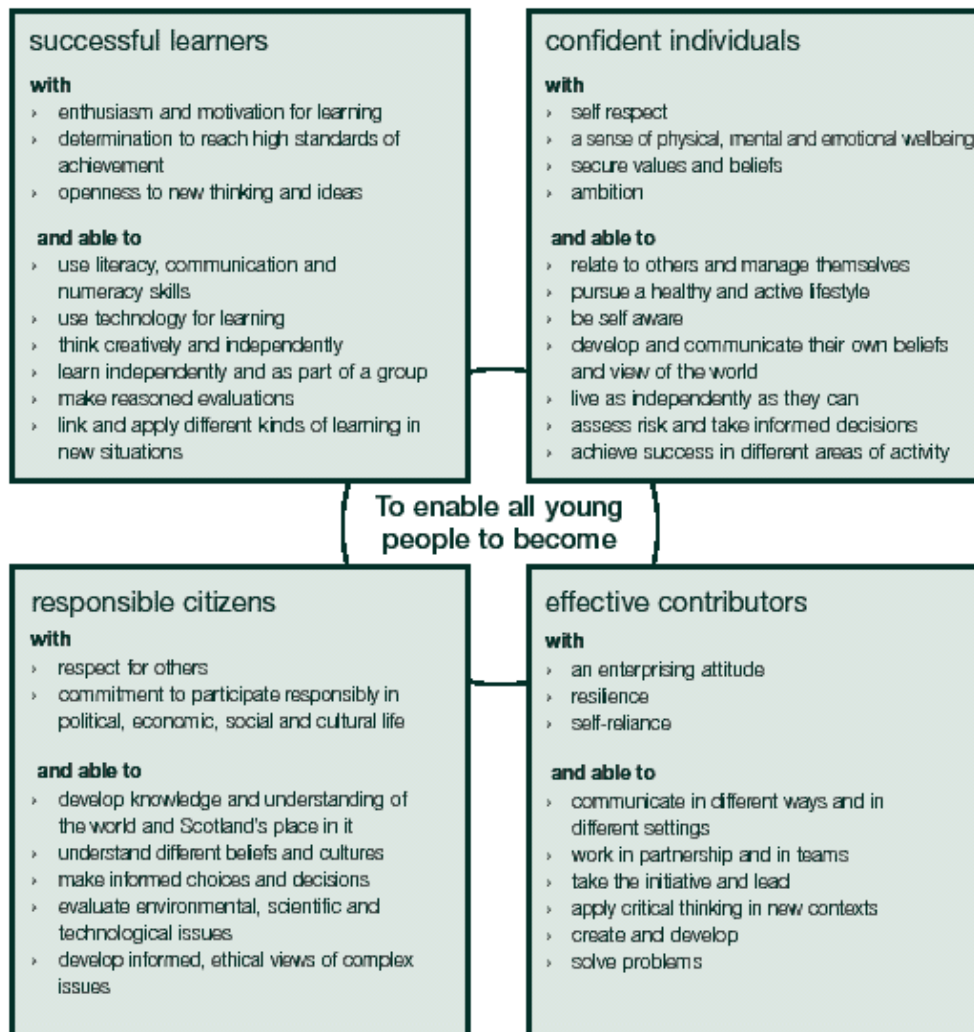 successful learners
with
› enthusiasm and motivation for learning
› determination to reach high standards of
achievement
› openness to new thinking and ideas
and able to
› use literacy, communication and
numeracy skills
› use technology for learning
› think creatively and independently
› learn independently and as part of a group
› make reasoned evaluations
› link and apply different kinds of learning in
new situations
confident individuals
with
› self respect
› a sense of physical, mental and emotional wellbeing
› secure values and beliefs
› ambition
and able to
› relate to others and manage themselves
› pursue a healthy and active lifestyle
› be self aware
› develop and communicate their own beliefs
and view of the world
› live as independently as they can
› assess risk and take informed decisions
› achieve success in different areas of activity
To enable all young
people to become
responsible citizens
with
› respect for others
› commitment to participate responsibly in
political, economic, social and cultural life
and able to
› develop knowledge and understanding of
the world and Scotland's place in it
› understand different beliefs and cultures
› make informed choices and decisions
› evaluate environmental, scientific and
technological issues
› develop informed, ethical views of complex
issues
effective contributors
with
› an enterprising attitude
› resilience
› self-reliance
and able to
› communicate in different ways and in
different settings
› work in partnership and in teams
› take the initiative and lead
› apply critical thinking in new contexts
› create and develop
› solve problems